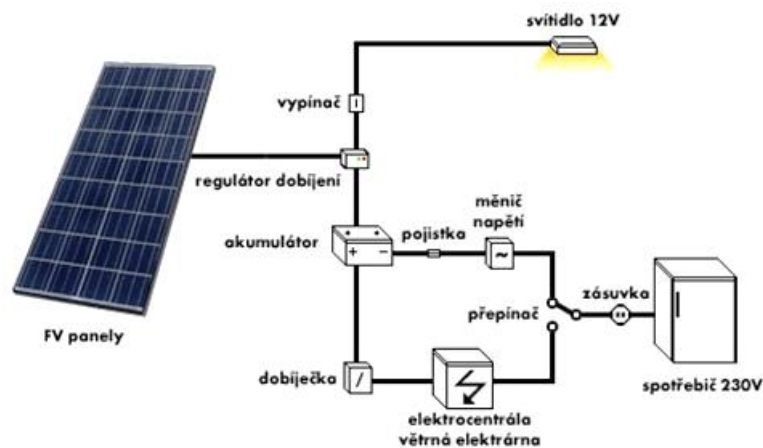 svítidlo 12V
vypínač
regulátor dobíjení
měnič
napětí
akumulátor
pojistka
+ −
~
zásuvka
přepínač
FV panely
dobíječka
/
spotřebič 230V
elektrocentrála
větrná elektrárna